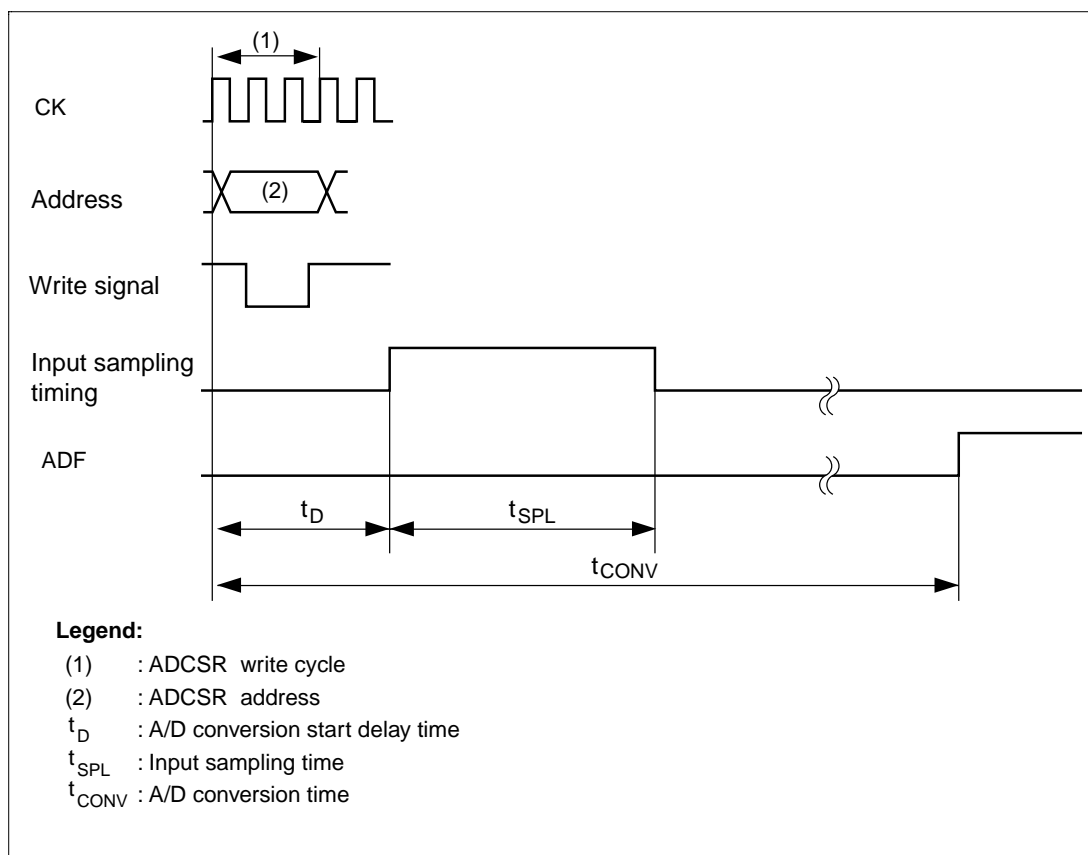 (1)
CK
Address
(2)
Write signal
Input sampling
timing
ADF
tD
tSPL
tCONV
Legend:
(1) : ADCSR write cycle
(2) : ADCSR address
tD : A/D conversion start delay time
tSPL : Input sampling time
tCONV : A/D conversion time